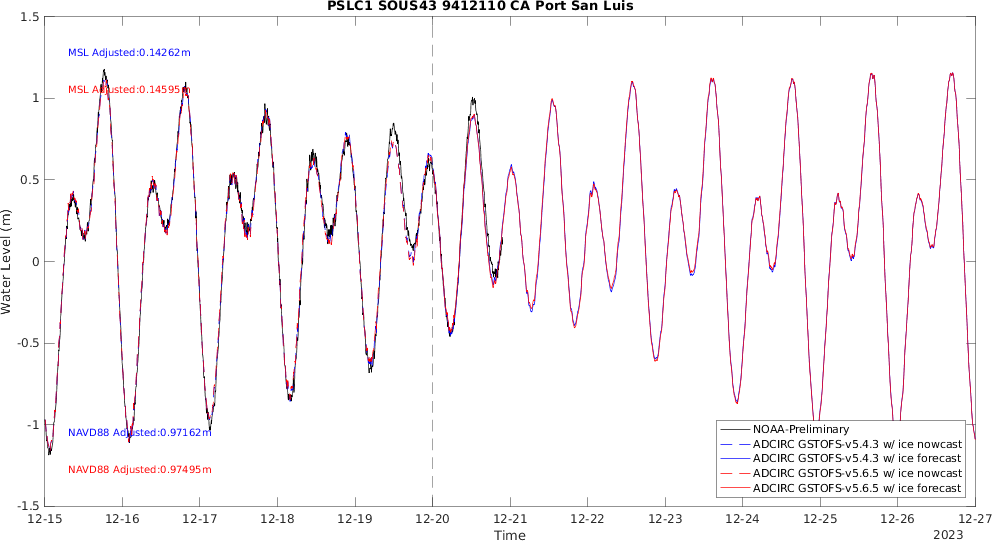 PSLC1 SOUS43 9412110 CA Port San Luis
1.5
MSL Adjusted:0.14262m
MSL Adjusted:0.14595m
1
0.5
0
-0.5
-1
-1.5
Water Level (m)
NAVD88 Adjusted:0.97162m
NAVD88 Adjusted:0.97495m
NOAA-Preliminary
ADCIRC GSTOFS-v5.4.3 w/ ice nowcast
ADCIRC GSTOFS-v5.4.3 w/ ice forecast
ADCIRC GSTOFS-v5.6.5 w/ ice nowcast
ADCIRC GSTOFS-v5.6.5 w/ ice forecast
12-15 12-16 12-17 12-18 12-19 12-20 12-21 12-22 12-23 12-24 12-25 12-26 12-27
Time
2023